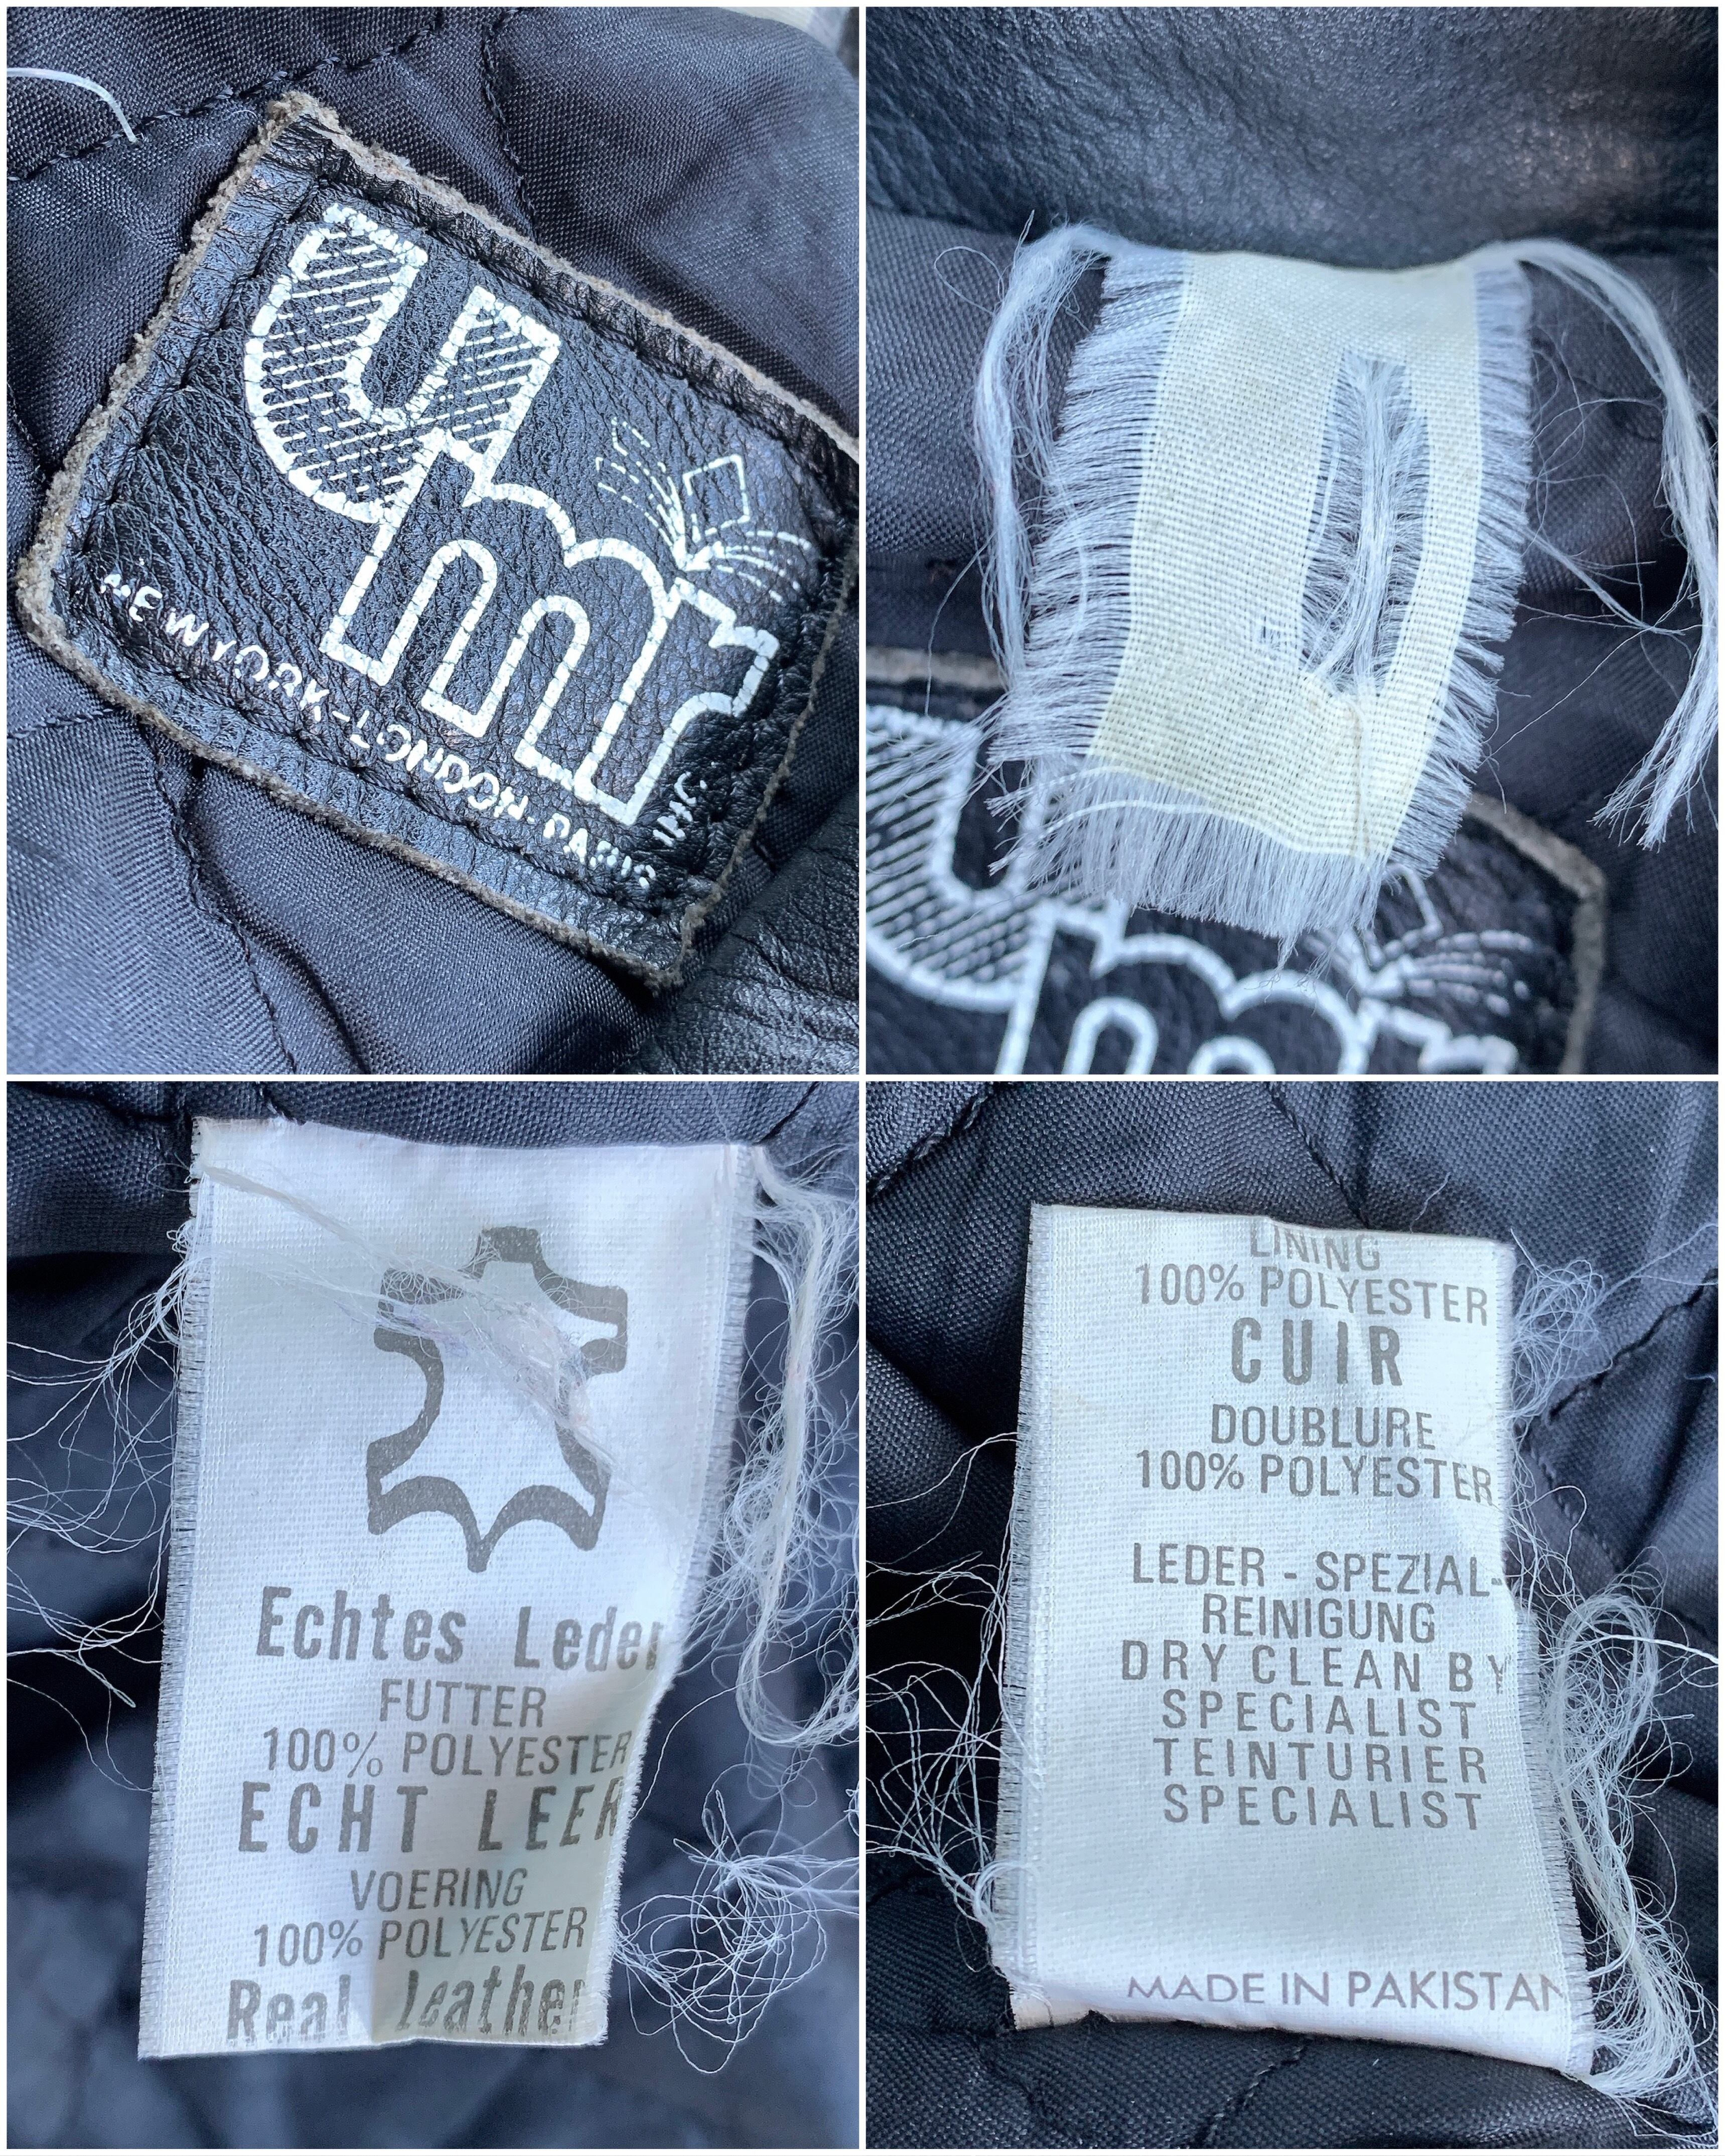 ym
NEW YORK-LONDON-PARIS INC.
Echtes Leder
FUTTER
100% POLYESTER
ECHT LEER
VOERING
100% POLYESTER
Real Leather
LINING
100% POLYESTER
CUIR
DOUBLURE
100% POLYESTER
LEDER - SPEZIAL-
REINIGUNG
DRY CLEAN BY
SPECIALIST
TEINTURIER
SPECIALIST
MADE IN PAKISTAN